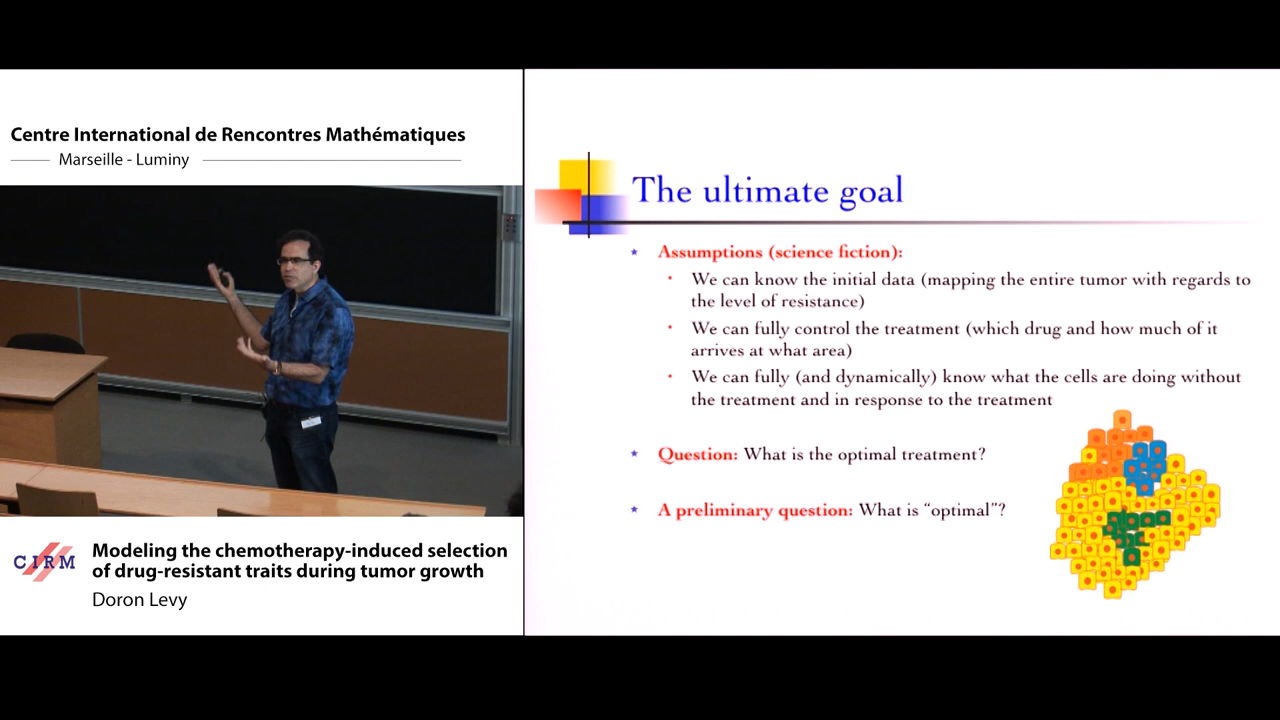 Centre International de Rencontres Mathématiques
Marseille - Luminy
CIRM
Modeling the chemotherapy-induced selection
of drug-resistant traits during tumor growth
Doron Levy
The ultimate goal
Assumptions (science fiction):
We can know the initial data (mapping the entire tumor with regards to
the level of resistance)
We can fully control the treatment (which drug and how much of it
arrives at what area)
We can fully (and dynamically) know what the cells are doing without
the treatment and in response to the treatment
Question: What is the optimal treatment?
A preliminary question: What is “optimal”?